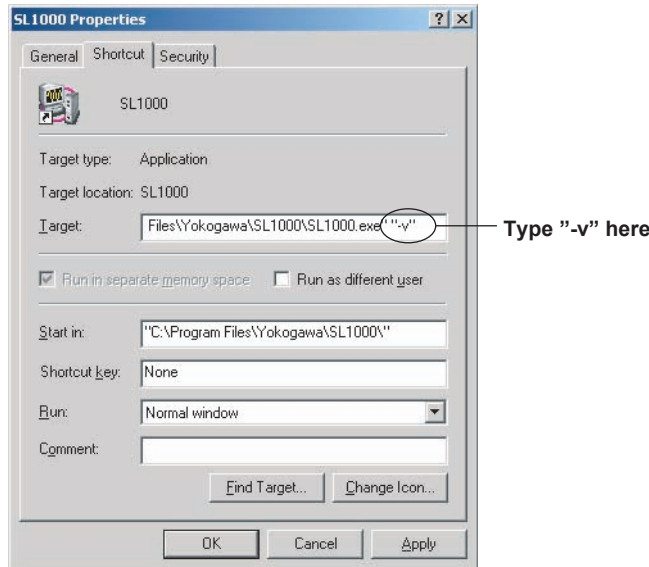 SL1000 Properties
General Shortcut Security
SL1000
Target type: Application
Target location: SL1000
Target: Files\Yokogawa\SL1000\SL1000.exe" "-v"
Type ”-v” here
Run in separate memory space Run as different user
Start in: "C:\Program Files\Yokogawa\SL1000\"
Shortcut key: None
Run: Normal window
Comment:
Find Target... Change Icon...
OK Cancel Apply